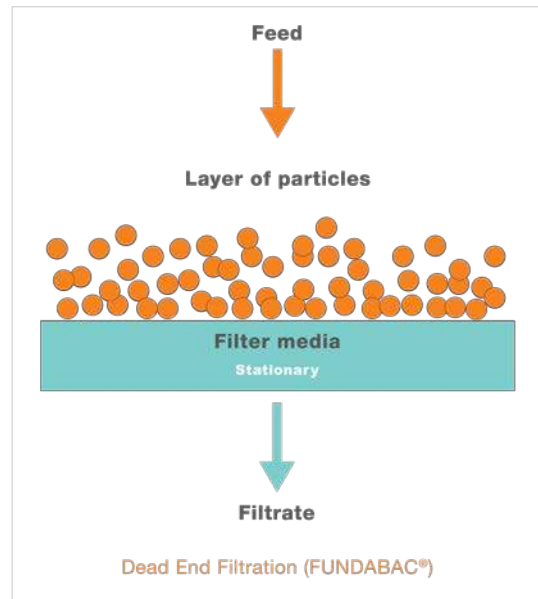 Feed
Layer of particles
Filter media
Stationary
Filtrate
Dead End Filtration (FUNDABAC®)